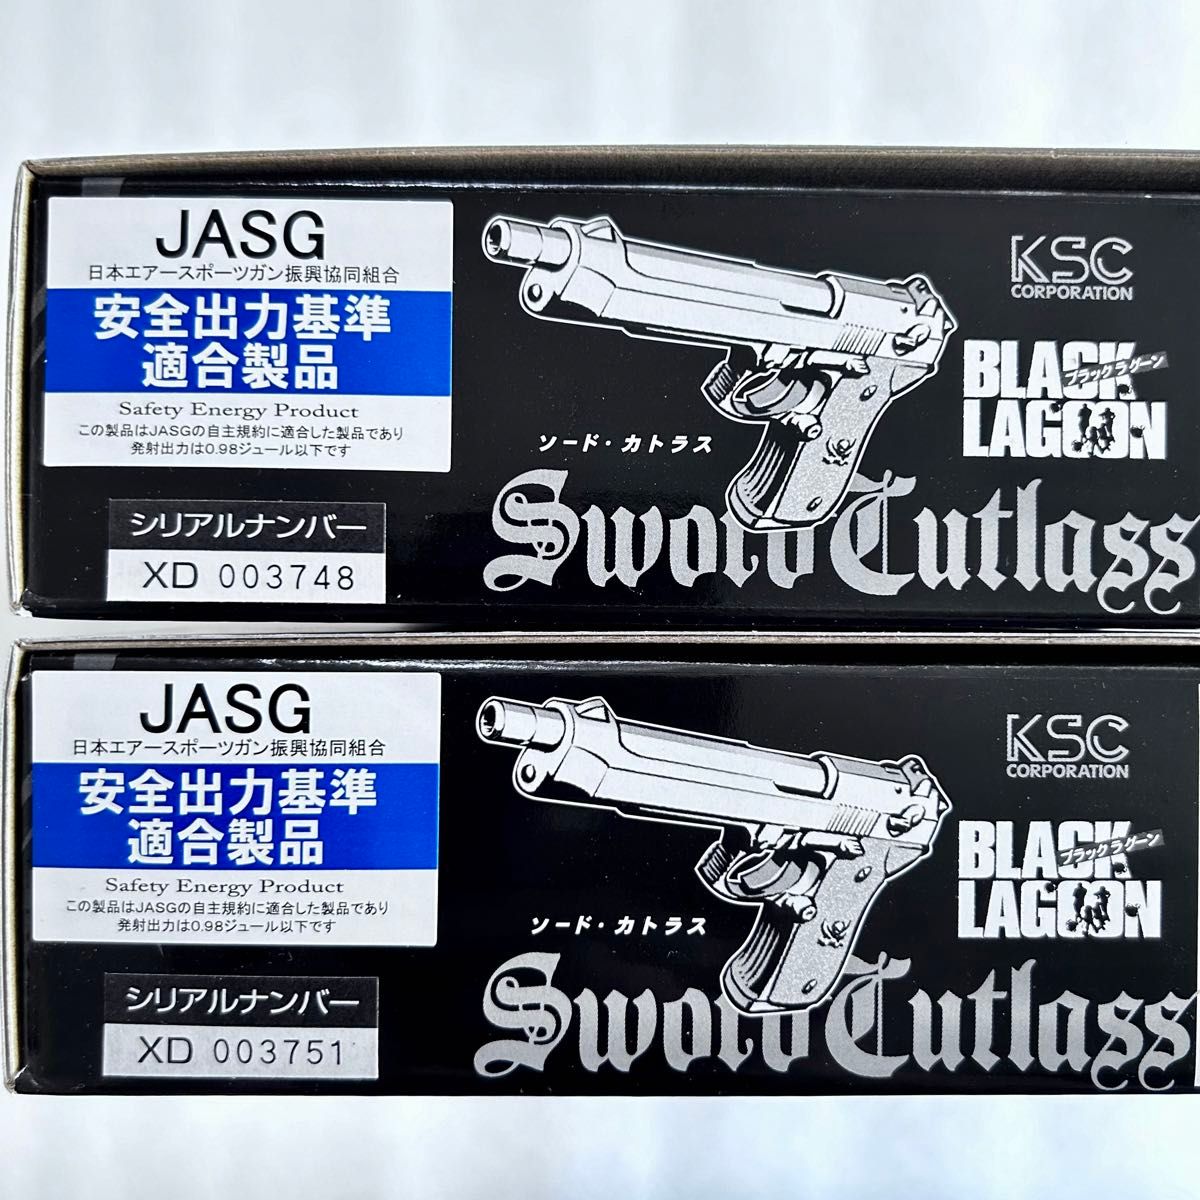 JASG
日本エアースポーツガン振興協同組合
安全出力基準
適合製品
Safety Energy Product
この製品はJASGの自主規約に適合した製品であり
発射出力は0.98ジュール以下です
シリアルナンバー
XD 003748
KSC
CORPORATION
BLACK
ブラックラグーン
LAGOON
ソード・カトラス
Sword Cutlass
JASG
日本エアースポーツガン振興協同組合
安全出力基準
適合製品
Safety Energy Product
この製品はJASGの自主規約に適合した製品であり
発射出力は0.98ジュール以下です
シリアルナンバー
XD 003751
KSC
CORPORATION
BLACK
ブラックラグーン
LAGOON
ソード・カトラス
Sword Cutlass